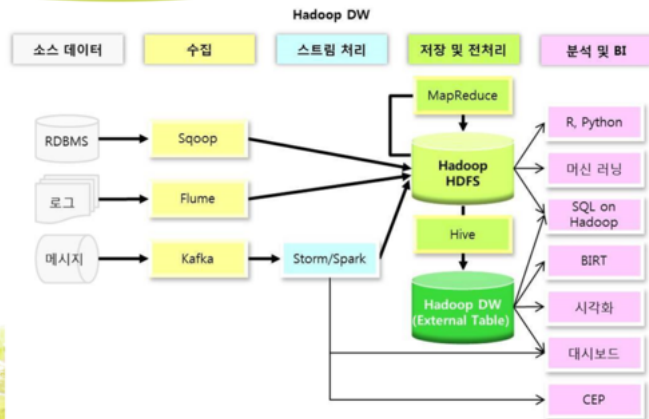 Hadoop DW
소스 데이터
수집
스트림 처리
저장 및 전처리
분석 및 BI
MapReduce
RDBMS
Sqoop
Hadoop
HDFS
R, Python
로그
Flume
머신 러닝
SQL on
Hadoop
Hive
메시지
Kafka
Storm/Spark
BIRT
Hadoop DW
(External Table)
시각화
대시보드
CEP